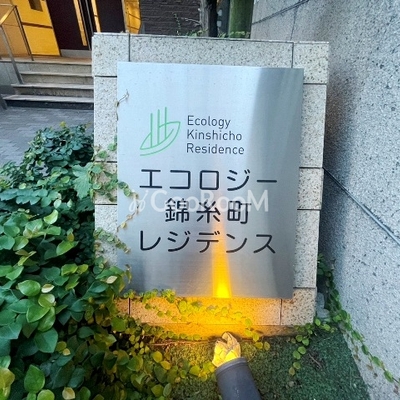 Ecology
Kinshicho
Residence
エコロジー
錦糸町
レジデンス